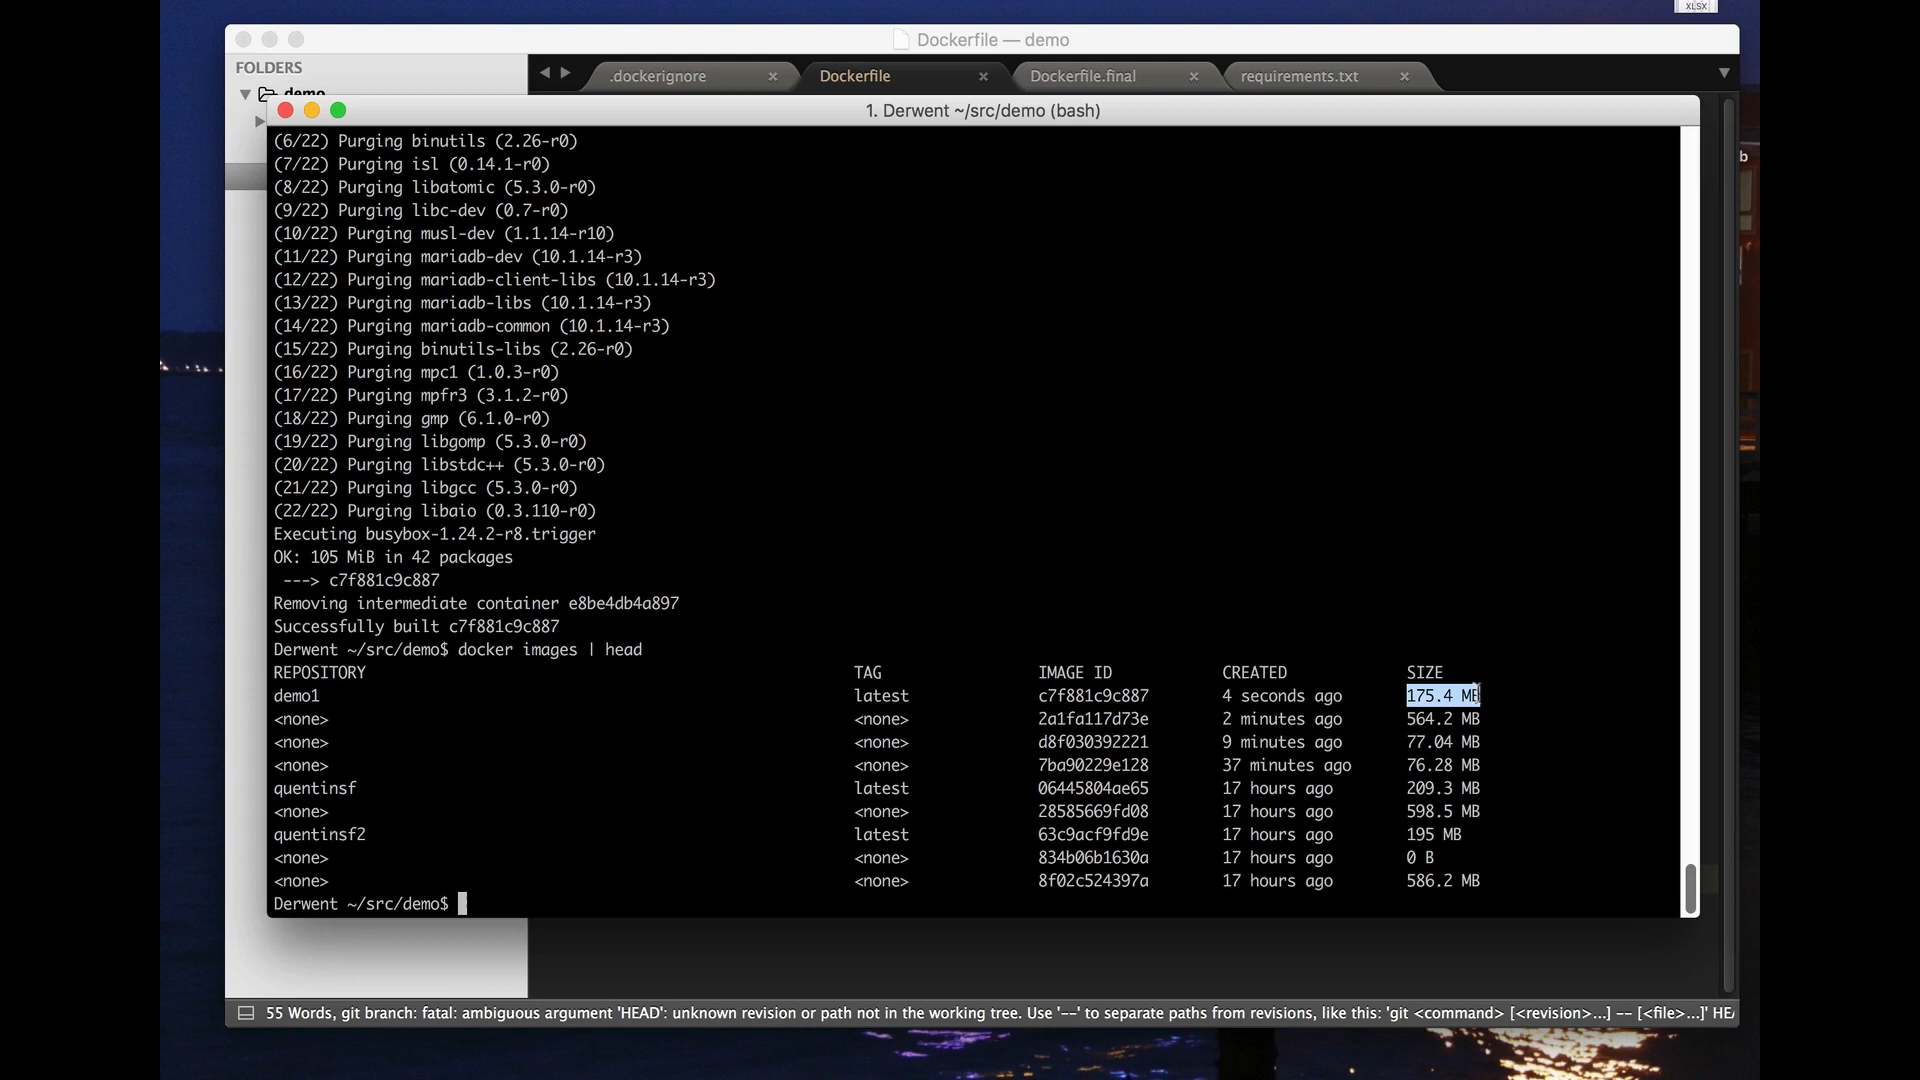 XLSX
Dockerfile — demo
FOLDERS
.dockerignore
Dockerfile
Dockerfile.final
requirements.txt
demo
1. Derwent ~/src/demo (bash)
b
(6/22) Purging binutils (2.26-r0)
(7/22) Purging isl (0.14.1-r0)
(8/22) Purging libatomic (5.3.0-r0)
(9/22) Purging libc-dev (0.7-r0)
(10/22) Purging musl-dev (1.1.14-r10)
(11/22) Purging mariadb-dev (10.1.14-r3)
(12/22) Purging mariadb-client-libs (10.1.14-r3)
(13/22) Purging mariadb-libs (10.1.14-r3)
(14/22) Purging mariadb-common (10.1.14-r3)
(15/22) Purging binutils-libs (2.26-r0)
(16/22) Purging mpc1 (1.0.3-r0)
(17/22) Purging mpfr3 (3.1.2-r0)
(18/22) Purging gmp (6.1.0-r0)
(19/22) Purging libgomp (5.3.0-r0)
(20/22) Purging libstdc++ (5.3.0-r0)
(21/22) Purging libgcc (5.3.0-r0)
(22/22) Purging libaio (0.3.110-r0)
Executing busybox-1.24.2-r8.trigger
OK: 105 MiB in 42 packages
---> c7f881c9c887
Removing intermediate container e8be4db4a897
Successfully built c7f881c9c887
Derwent ~/src/demo$ docker images | head
REPOSITORY TAG IMAGE ID CREATED SIZE
demo1 latest c7f881c9c887 4 seconds ago 175.4 MB
<none> <none> 2a1fa117d73e 2 minutes ago 564.2 MB
<none> <none> d8f030392221 9 minutes ago 77.04 MB
<none> <none> 7ba90229e128 37 minutes ago 76.28 MB
quentinsf latest 06445804ae65 17 hours ago 209.3 MB
<none> <none> 28585669fd08 17 hours ago 598.5 MB
quentinsf2 latest 63c9acf9fd9e 17 hours ago 195 MB
<none> <none> 834b06b1630a 17 hours ago 0 B
<none> <none> 8f02c524397a 17 hours ago 586.2 MB
Derwent ~/src/demo$
55 Words, git branch: fatal: ambiguous argument 'HEAD': unknown revision or path not in the working tree. Use '--' to separate paths from revisions, like this: 'git <command> [<revision>...] -- [<file>...]' HEA